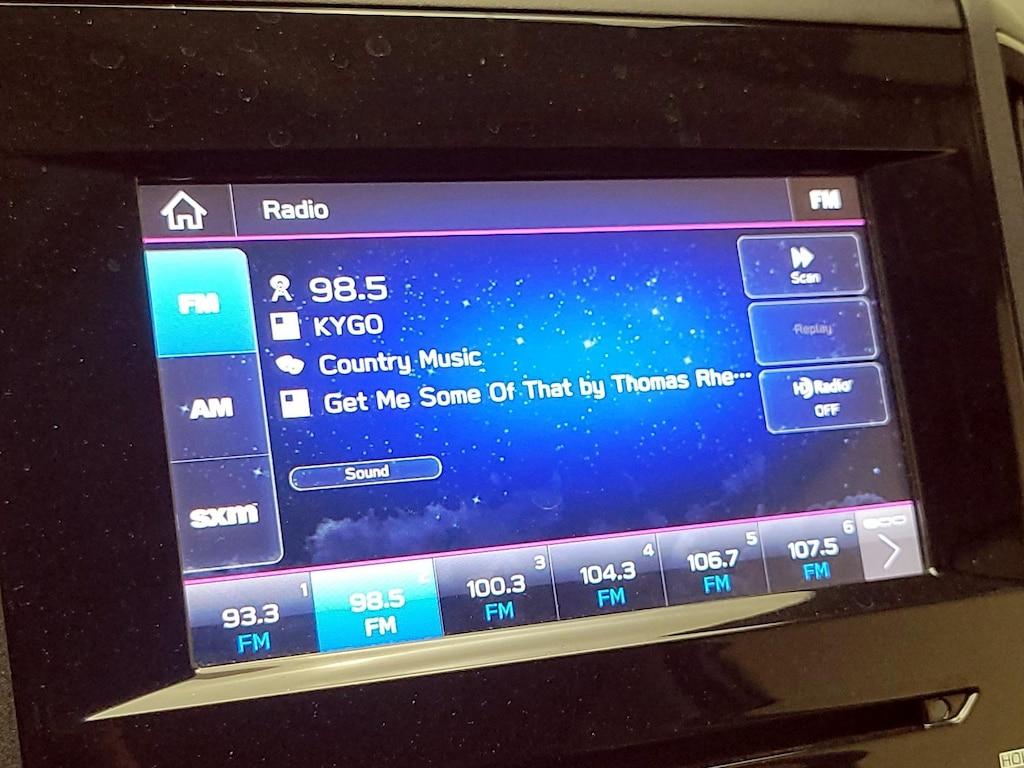 Radio
FM
FM
AM
sxm
98.5
KYGO
Country Music
Get Me Some Of That by Thomas Rhe...
Sound
Scan
Replay
HD Radio
OFF
1
93.3
FM
2
98.5
FM
3
100.3
FM
4
104.3
FM
5
106.7
FM
6
107.5
FM